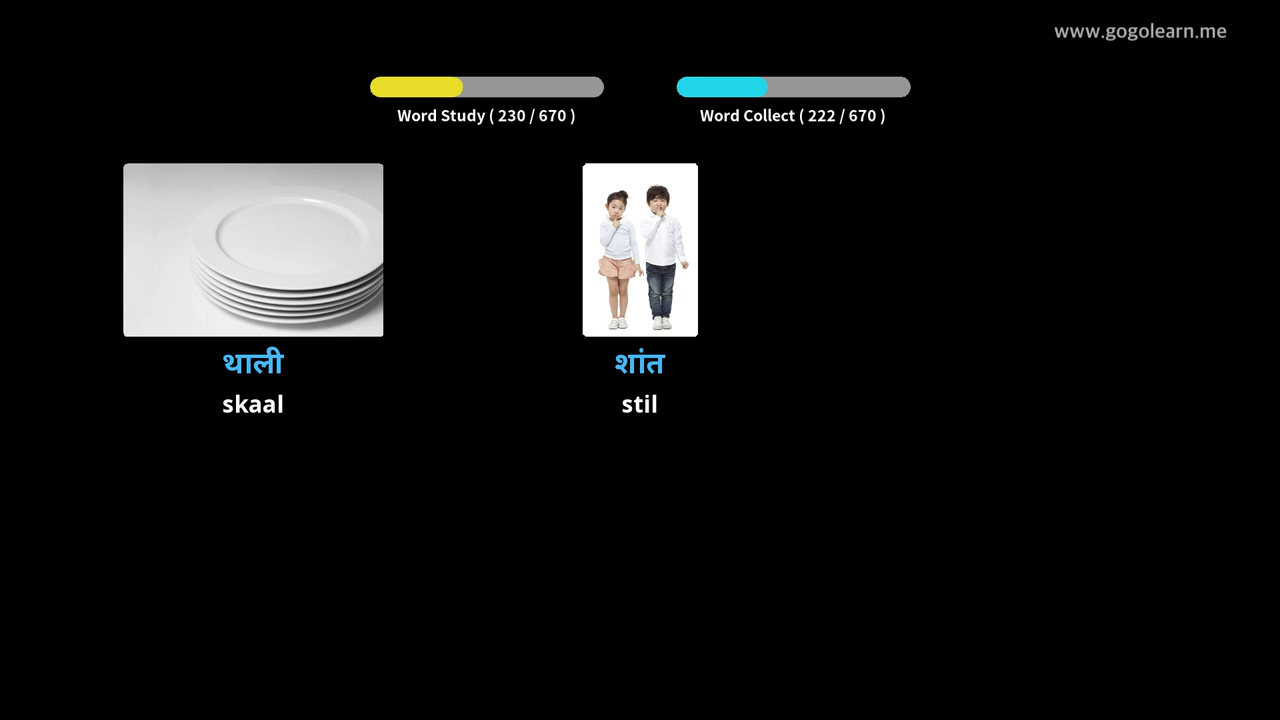 www.gogolearn.me
Word Study ( 230 / 670 )
Word Collect ( 222 / 670 )
थाली
skaal
शांत
stil